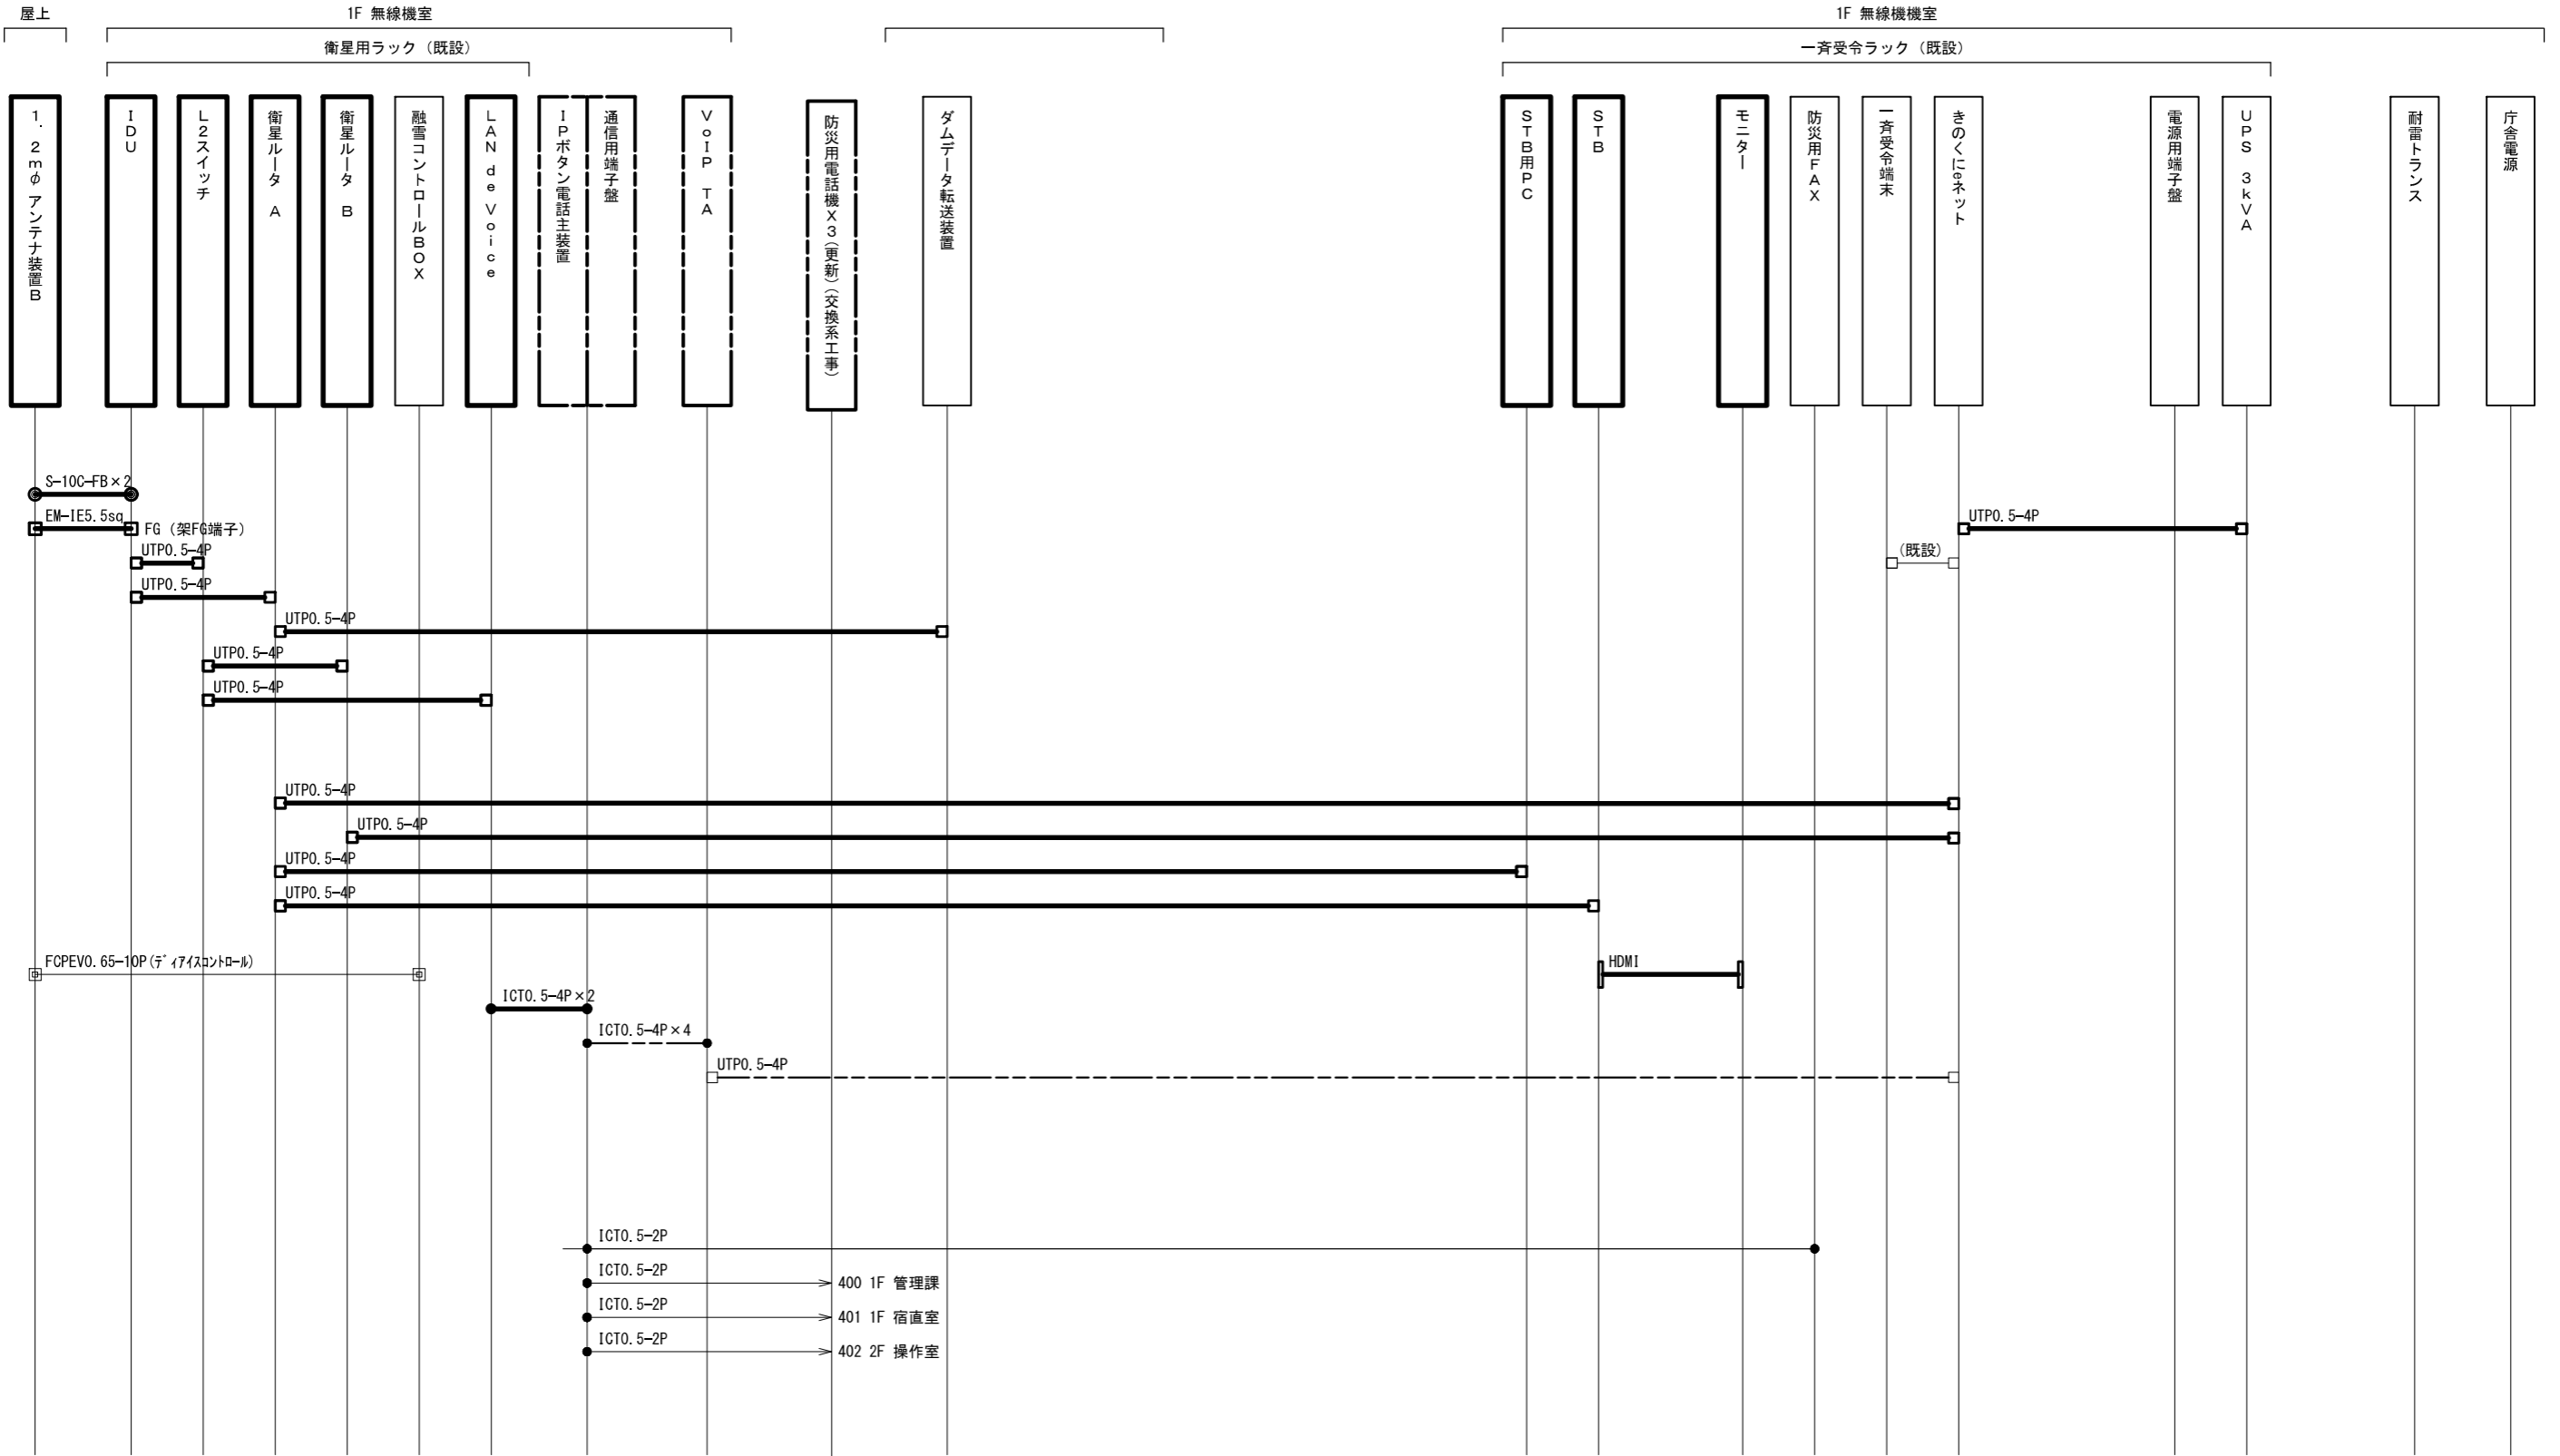 屋上
1F 無線機室
1F 無線機機室
衛星用ラック（既設）
一斉受令ラック（既設）
1．2mφ アンテナ装置B
IDU
L2スイッチ
衛星ルータ A
衛星ルータ B
融雪コントロールBOX
LAN de Voice
IPボタン電話主装置
通信用端子盤
VoIP TA
防災用電話機X3（更新）（交換系工事）
ダムデータ転送装置
STB用PC
STB
モニター
防災用FAX
一斉受令端末
きのくにeネット
電源用端子盤
UPS 3kVA
耐雷トランス
庁舎電源
S-10C-FB×2
EM-IE5.5sq
FG（架FG端子）
UTP0.5-4P
UTP0.5-4P
（既設）
UTP0.5-4P
UTP0.5-4P
UTP0.5-4P
UTP0.5-4P
UTP0.5-4P
UTP0.5-4P
UTP0.5-4P
UTP0.5-4P
FCPEV0.65-10P(ﾃﾞｨｱｲｽｺﾝﾄﾛｰﾙ)
HDMI
ICT0.5-4P×2
ICT0.5-4P×4
UTP0.5-4P
ICT0.5-2P
ICT0.5-2P
400 1F 管理課
ICT0.5-2P
401 1F 宿直室
ICT0.5-2P
402 2F 操作室